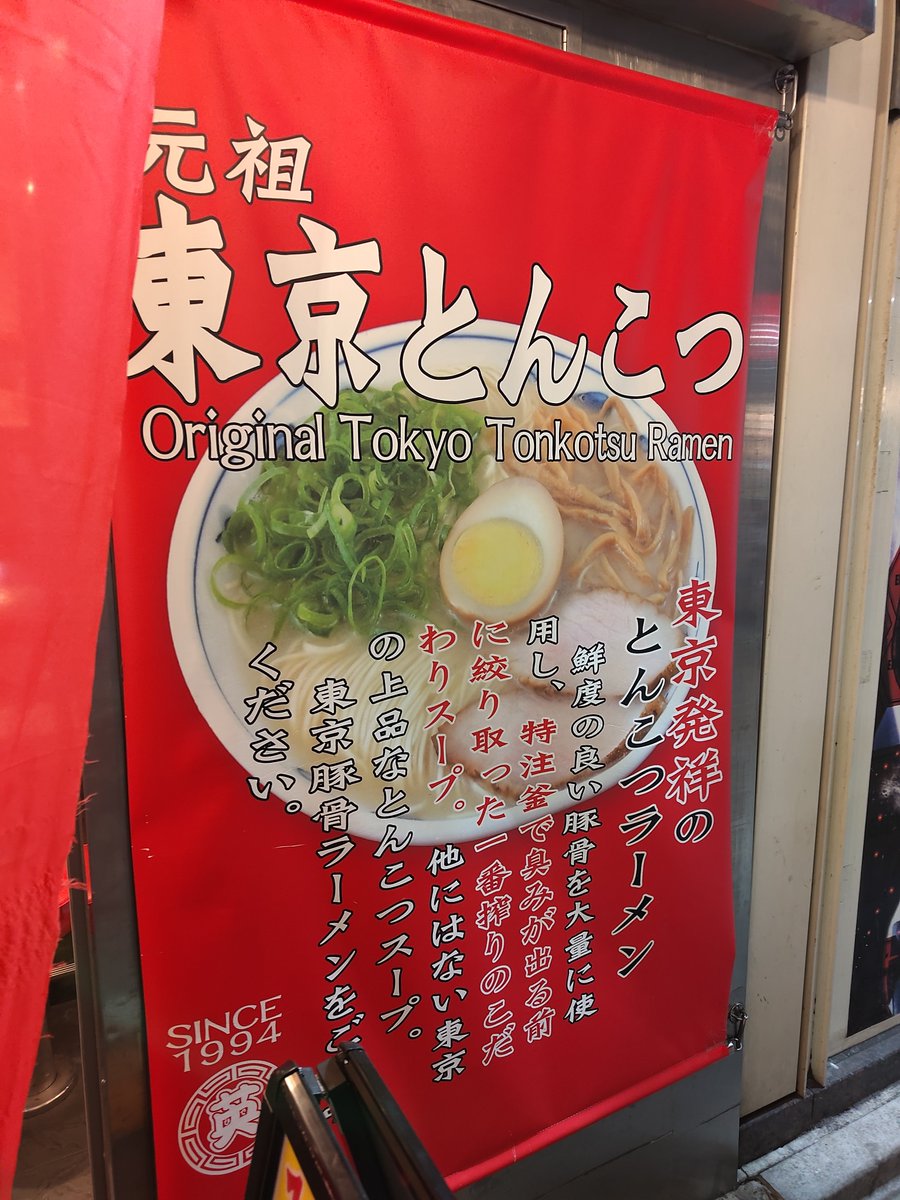 元祖
東京とんこつ
Original Tokyo Tonkotsu Ramen
東京発祥の
とんこつラーメン
鮮度の良い豚骨を大量に使
用し、特注釜で臭みが出る前
に絞り取った一番搾りのこだ
わりスープ。他にはない東京
の上品なとんこつスープ。
東京豚骨ラーメンをご
ください。
SINCE
1994
英